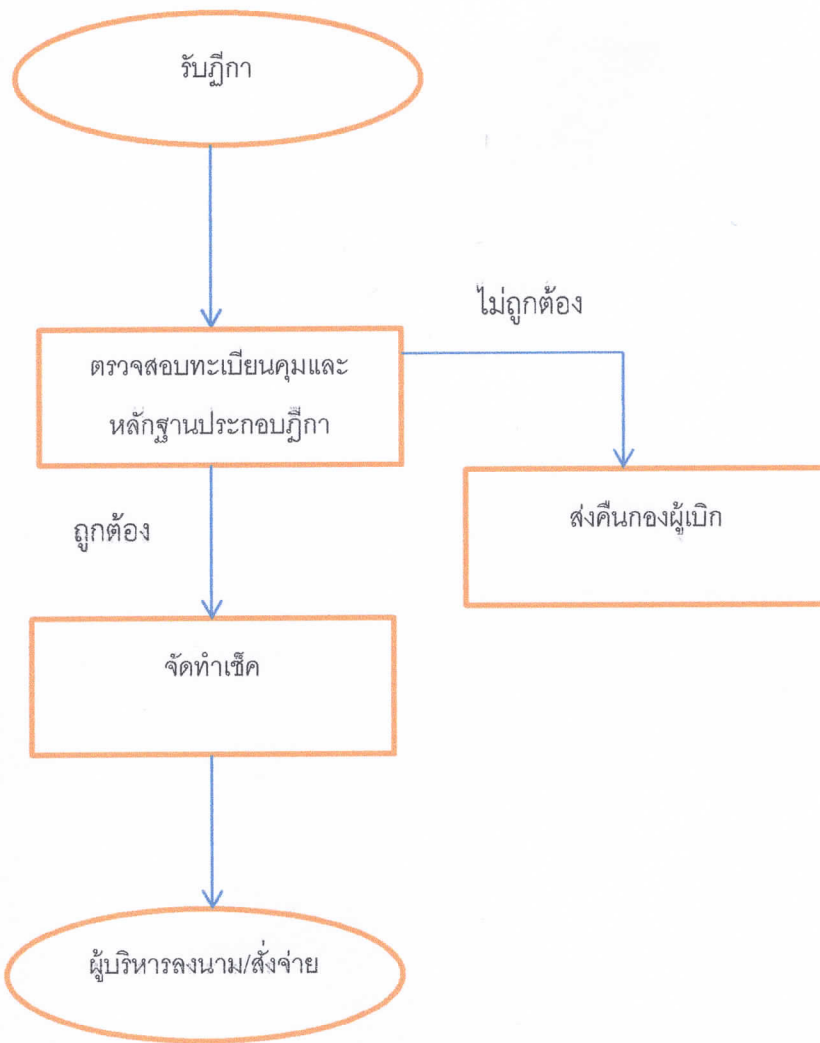 รับฎีกา
ไม่ถูกต้อง
ตรวจสอบทะเบียนคุมและ
หลักฐานประกอบฎีกา
ส่งคืนกองผู้เบิก
ถูกต้อง
จัดทำเช็ค
ผู้บริหารลงนาม/สั่งจ่าย